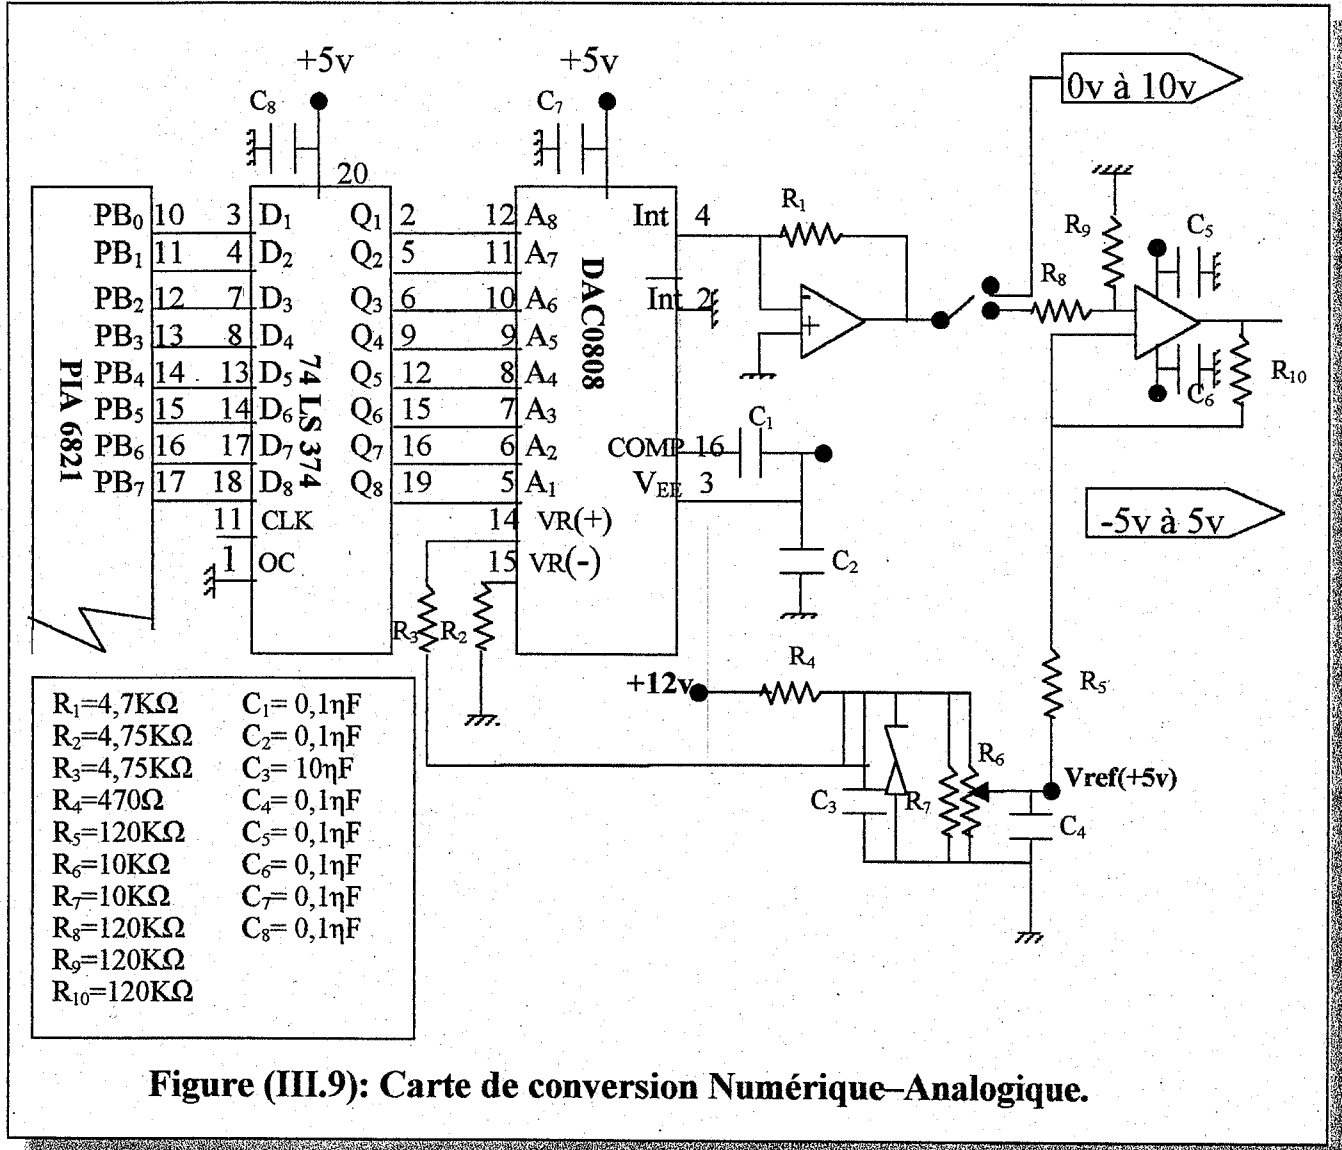 +5v
+5v
C₈
C₇
0v à 10v
20
PB₀ 10 3 D₁ Q₁ 2 12 A₈ Int 4 R₁
PB₁ 11 4 D₂ Q₂ 5 11 A₇
PB₂ 12 7 D₃ Q₃ 6 10 A₆ Int 2
PB₃ 13 8 D₄ Q₄ 9 9 A₅
PB₄ 14 13 D₅ Q₅ 12 8 A₄
PB₅ 15 14 D₆ Q₆ 15 7 A₃
PB₆ 16 17 D₇ Q₇ 16 6 A₂ COMP 16
PB₇ 17 18 D₈ Q₈ 19 5 A₁ VEE 3
11 CLK 14 VR(+)
1 OC 15 VR(-)
PIA 6821
74 LS 374
DAC0808
-
+
R₉
C₅
R₈
C₆
R₁₀
C₁
C₂
-5v à 5v
R₃
R₂
R₄
+12v
R₅
R₆
Vref(+5v)
C₃
R₇
C₄
R₁=4,7KΩ C₁= 0,1ηF
R₂=4,75KΩ C₂= 0,1ηF
R₃=4,75KΩ C₃= 10ηF
R₄=470Ω C₄= 0,1ηF
R₅=120KΩ C₅= 0,1ηF
R₆=10KΩ C₆= 0,1ηF
R₇=10KΩ C₇= 0,1ηF
R₈=120KΩ C₈= 0,1ηF
R₉=120KΩ
R₁₀=120KΩ
Figure (III.9): Carte de conversion Numérique–Analogique.